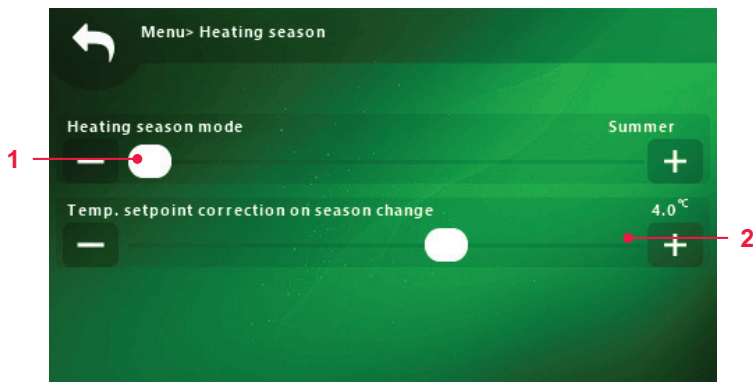 Menu> Heating season
Heating season mode Summer
1
Temp. setpoint correction on season change 4.0℃
2